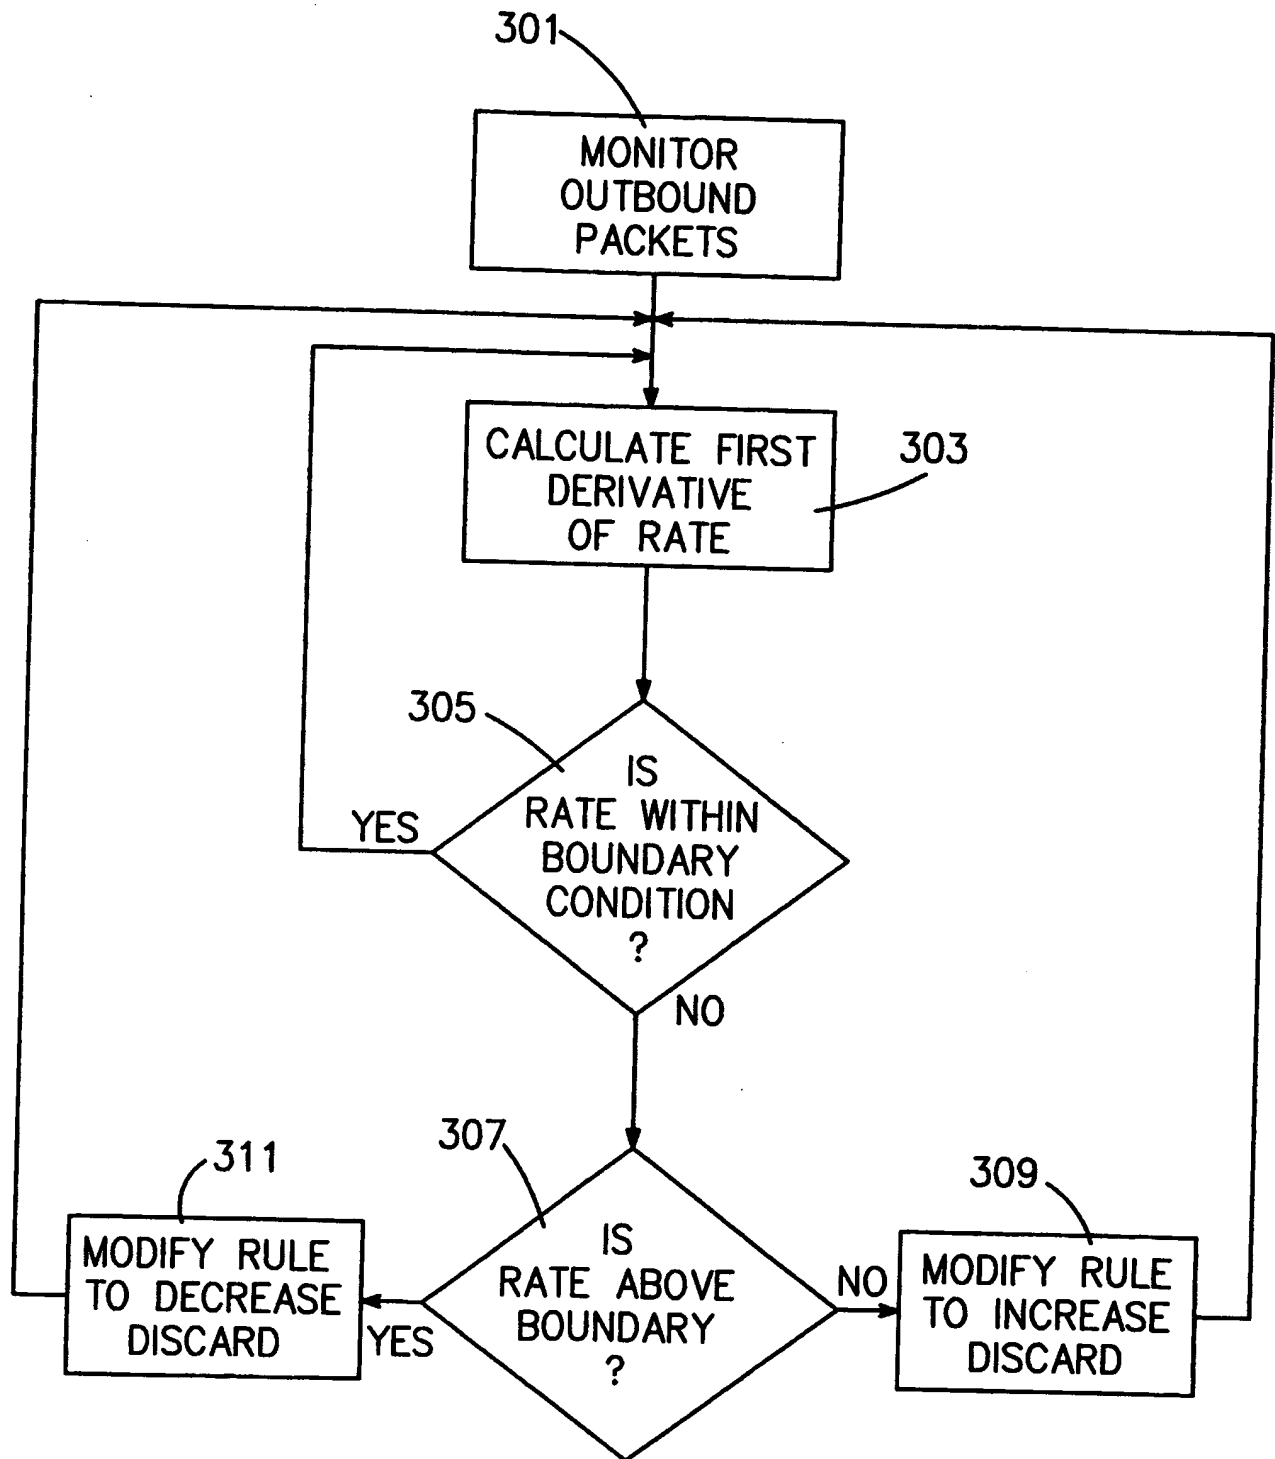 301
MONITOR
OUTBOUND
PACKETS
CALCULATE FIRST
DERIVATIVE
OF RATE
303
305
IS
RATE WITHIN
BOUNDARY
CONDITION
?
YES
NO
307
IS
RATE ABOVE
BOUNDARY
?
YES
NO
311
MODIFY RULE
TO DECREASE
DISCARD
309
MODIFY RULE
TO INCREASE
DISCARD